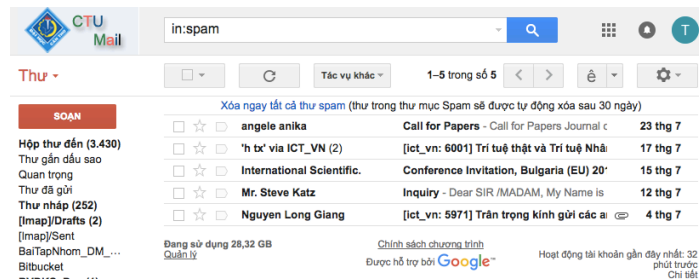 CTU
Mail
in:spam
T
Thư
Tác vụ khác
1–5 trong số 5
ê
SOẠN
Xóa ngay tất cả thư spam (thư trong thư mục Spam sẽ được tự động xóa sau 30 ngày)
angele anika Call for Papers - Call for Papers Journal c 23 thg 7
Hộp thư đến (3.430)
'h tx' via ICT_VN (2) [ict_vn: 6001] Trí tuệ thật và Trí tuệ Nhâ 17 thg 7
Thư gắn dấu sao
International Scientific. Conference Invitation, Bulgaria (EU) 20 15 thg 7
Quan trọng
Thư đã gửi
Mr. Steve Katz Inquiry - Dear SIR /MADAM, My Name is 12 thg 7
Thư nháp (252)
[Imap]/Drafts (2)
Nguyen Long Giang [ict_vn: 5971] Trân trọng kính gửi các a 4 thg 7
[Imap]/Sent
BaiTapNhom_DM_...
Bitbucket
Đang sử dụng 28,32 GB
Quản lý
Chính sách chương trình
Được hỗ trợ bởi Google™
Hoạt động tài khoản gần đây nhất: 32
phút trước
Chi tiết